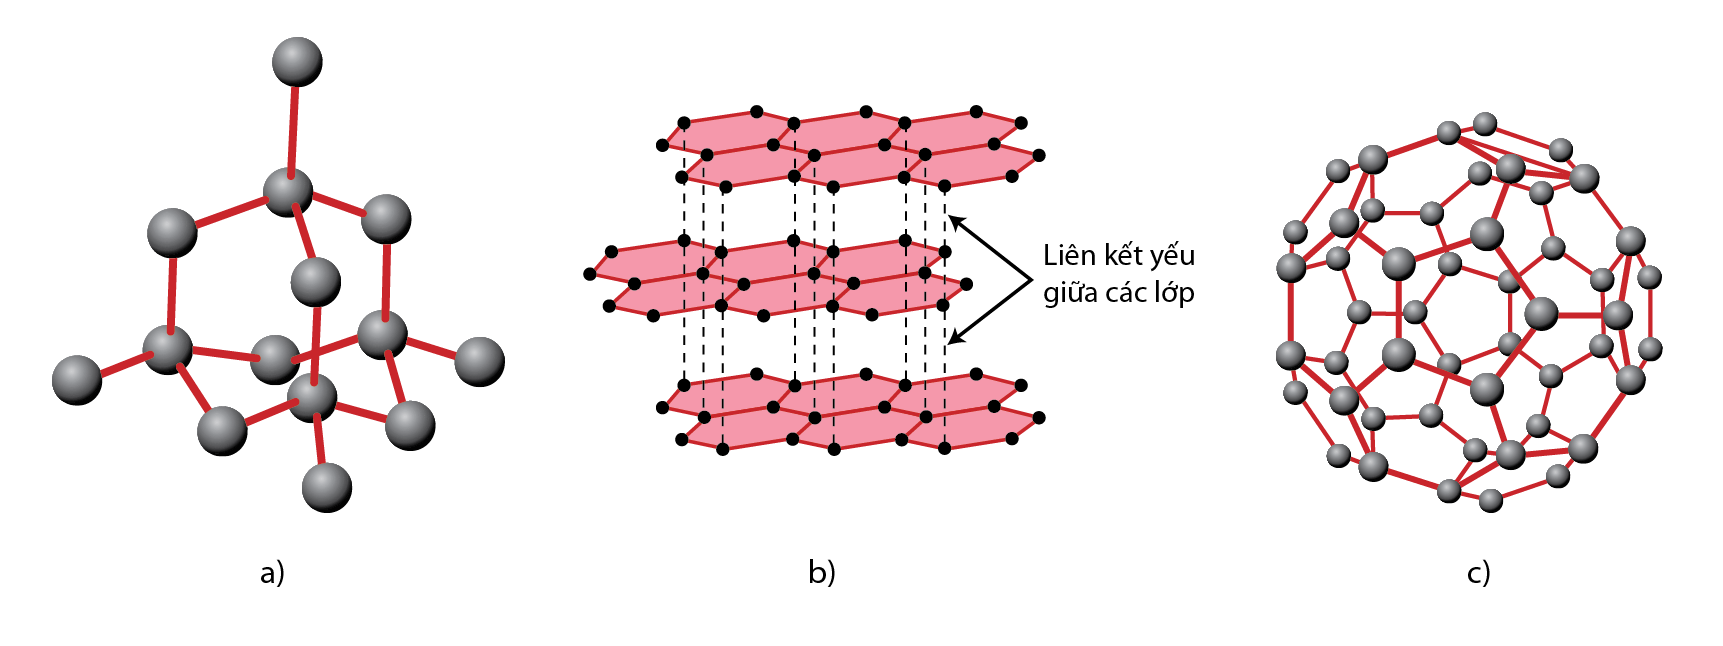 Liên kết yếu
giữa các lớp
a)
b)
c)